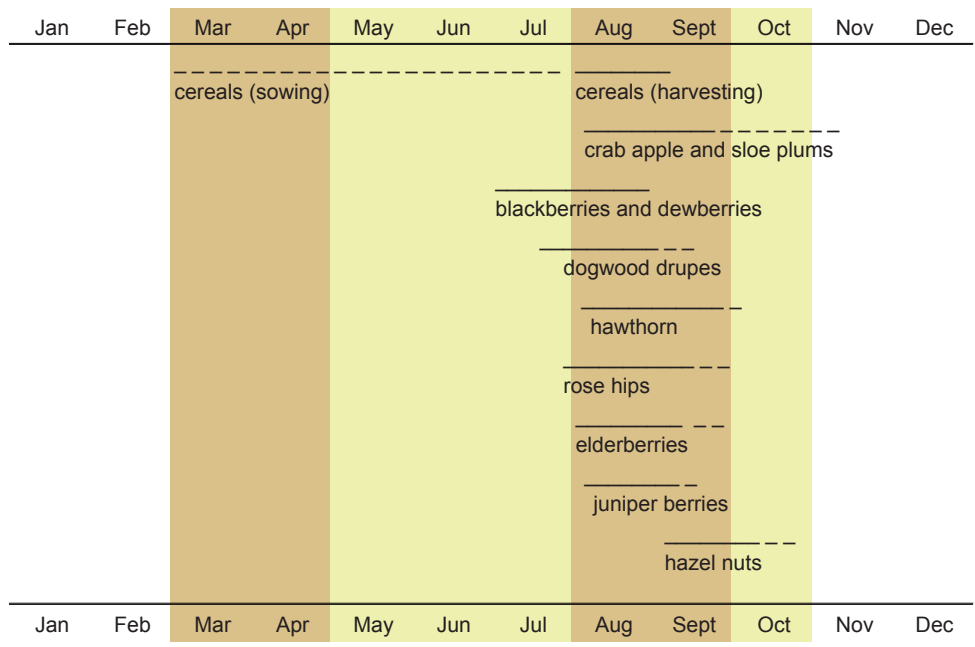 Jan Feb Mar Apr May Jun Jul Aug Sept Oct Nov Dec
cereals (sowing) cereals (harvesting)
crab apple and sloe plums
blackberries and dewberries
dogwood drupes
hawthorn
rose hips
elderberries
juniper berries
hazel nuts
Jan Feb Mar Apr May Jun Jul Aug Sept Oct Nov Dec